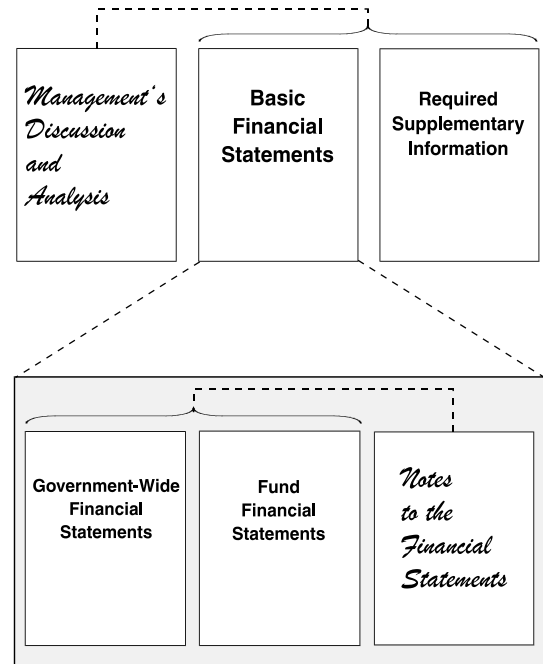 Management's
Discussion
and
Analysis
Basic
Financial
Statements
Required
Supplementary
Information
Government-Wide
Financial
Statements
Fund
Financial
Statements
Notes
to the
Financial
Statements